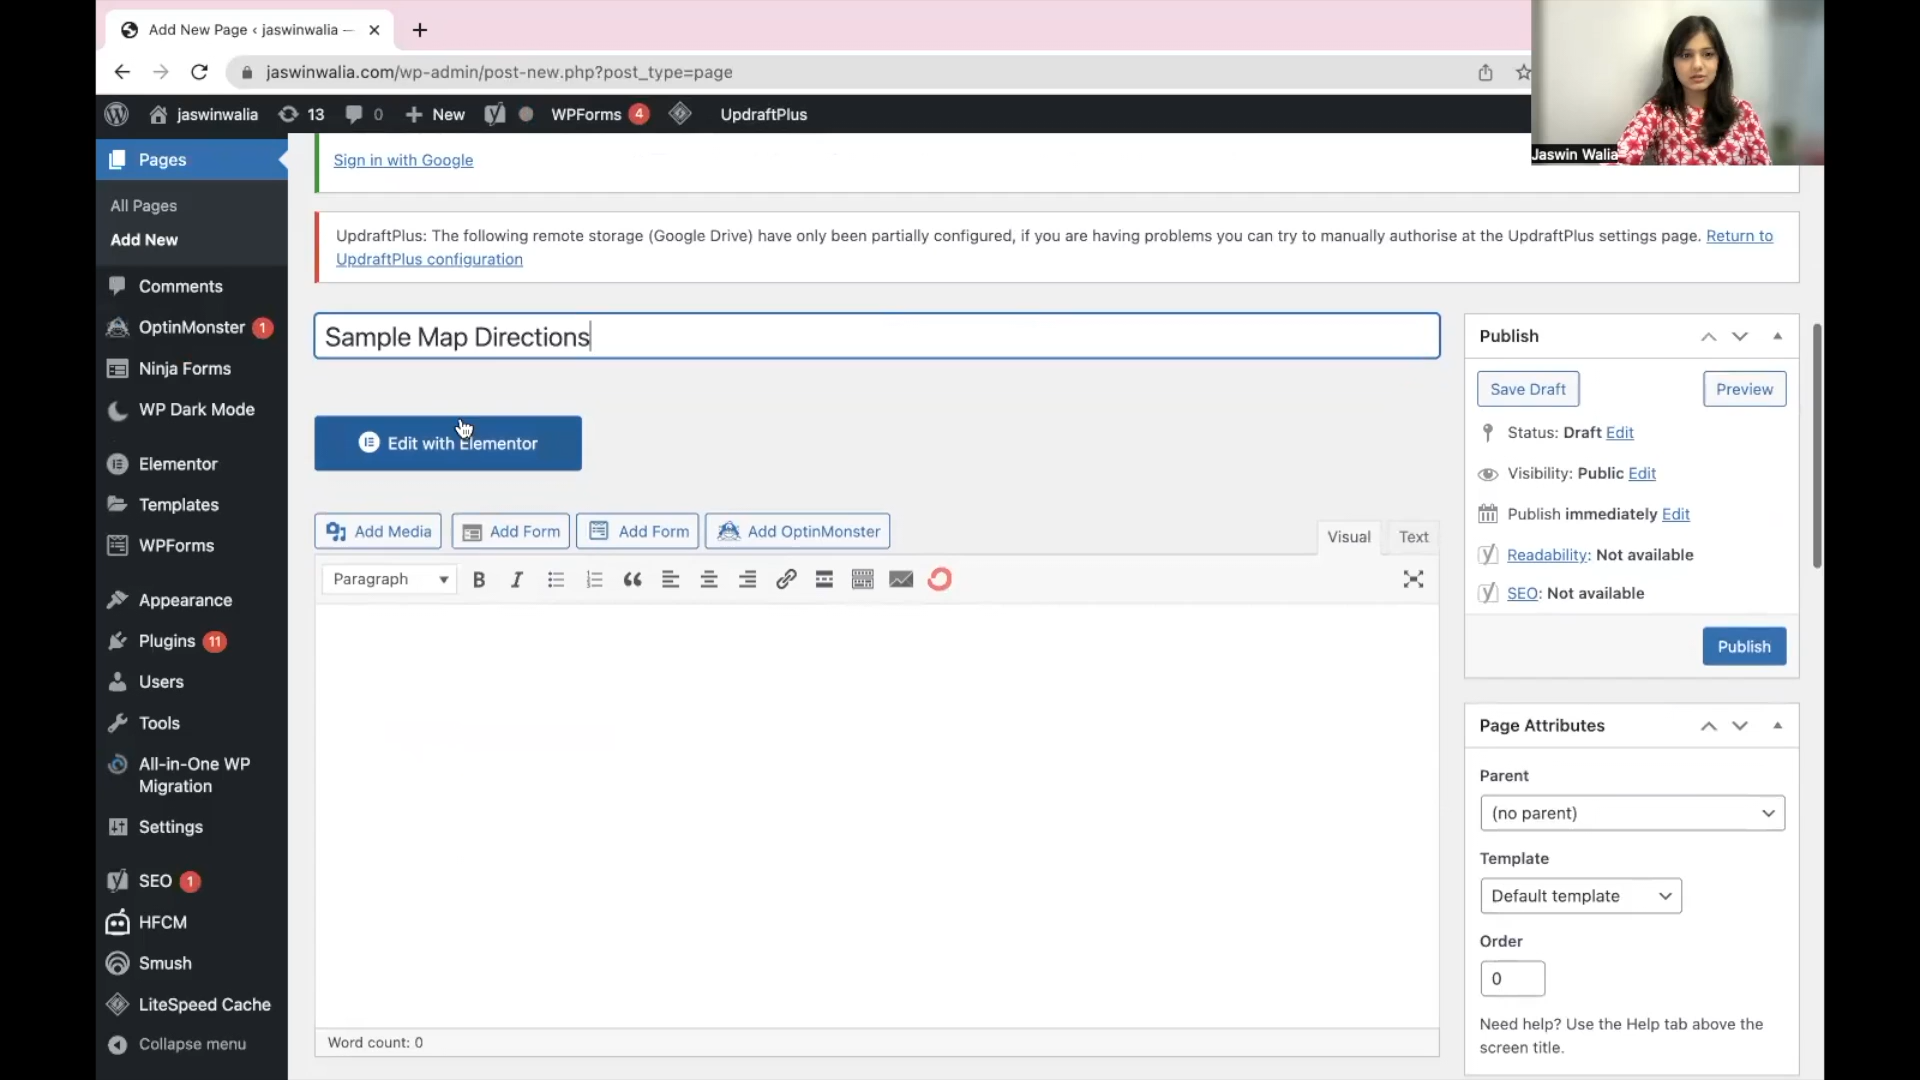 Add New Page ‹ jaswinwalia —
jaswinwalia.com/wp-admin/post-new.php?post_type=page
jaswinwalia
13
0
New
WPForms 4
UpdraftPlus
Jaswin Walia
Pages
All Pages
Add New
Comments
OptinMonster 1
Ninja Forms
WP Dark Mode
Elementor
Templates
WPForms
Appearance
Plugins 11
Users
Tools
All-in-One WP
Migration
Settings
SEO 1
HFCM
Smush
LiteSpeed Cache
Collapse menu
Sign in with Google
UpdraftPlus: The following remote storage (Google Drive) have only been partially configured, if you are having problems you can try to manually authorise at the UpdraftPlus settings page. Return to
UpdraftPlus configuration
Sample Map Directions
Edit with Elementor
Add Media
Add Form
Add Form
Add OptinMonster
Visual
Text
Paragraph
B
I
Word count: 0
Publish
Save Draft
Preview
Status: Draft Edit
Visibility: Public Edit
Publish immediately Edit
Readability: Not available
SEO: Not available
Publish
Page Attributes
Parent
(no parent)
Template
Default template
Order
0
Need help? Use the Help tab above the
screen title.